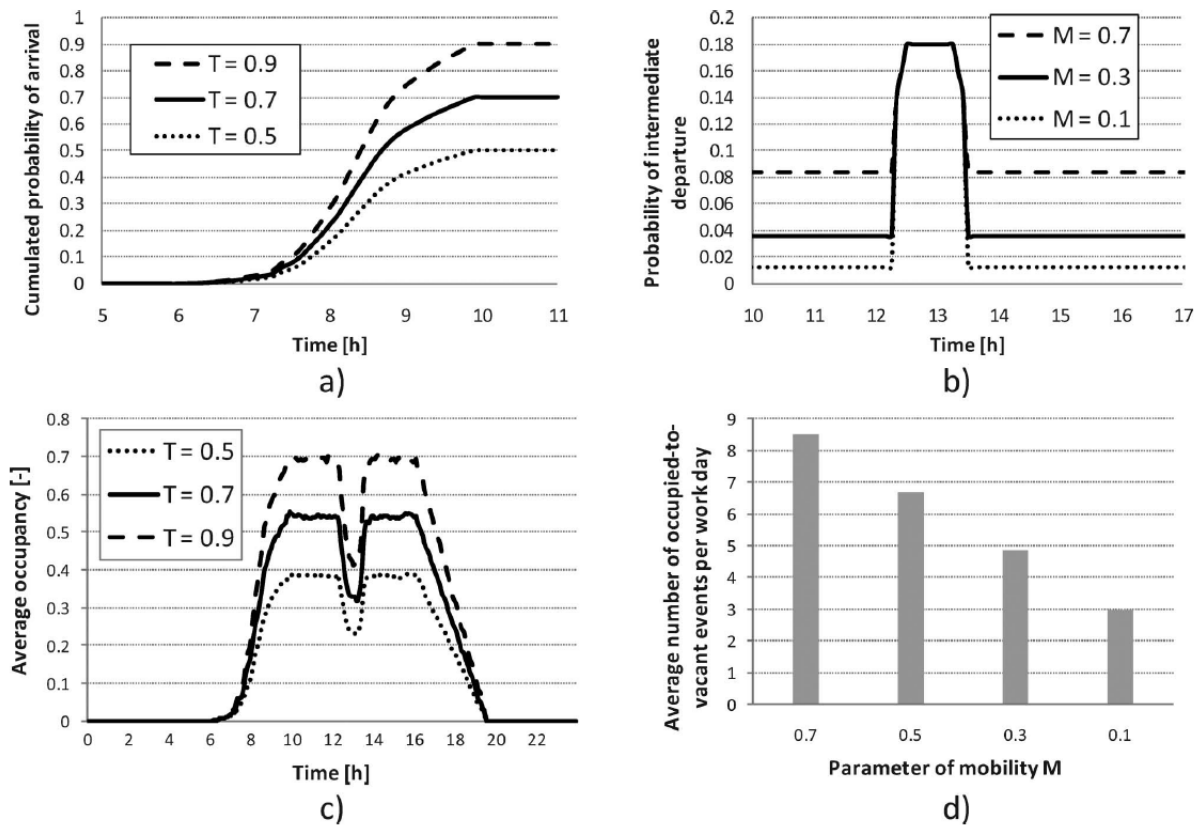 Cumulated probability of arrival
1
0.9
0.8
0.7
0.6
0.5
0.4
0.3
0.2
0.1
0
T = 0.9
T = 0.7
T = 0.5
5 6 7 8 9 10 11
Time [h]
a)
Probability of intermediate
departure
0.2
0.18
0.16
0.14
0.12
0.1
0.08
0.06
0.04
0.02
0
M = 0.7
M = 0.3
M = 0.1
10 11 12 13 14 15 16 17
Time [h]
b)
Average occupancy [-]
0.8
0.7
0.6
0.5
0.4
0.3
0.2
0.1
0
T = 0.5
T = 0.7
T = 0.9
0 2 4 6 8 10 12 14 16 18 20 22
Time [h]
c)
Average number of occupied-to-
vacant events per work day
9
8
7
6
5
4
3
2
1
0
0.7 0.5 0.3 0.1
Parameter of mobility M
d)